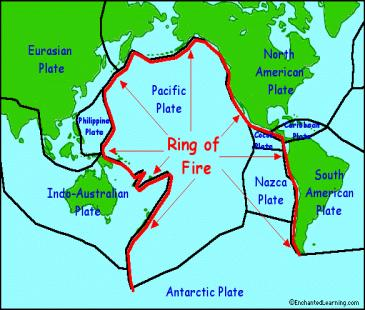 Eurasian
Plate
North
American
Plate
Pacific
Plate
Philippine
Plate
Cocos
Plate
Caribbean
Plate
Ring of
Fire
Indo-Australian
Plate
Nazca
Plate
South
American
Plate
Antarctic Plate
©EnchantedLearning.com